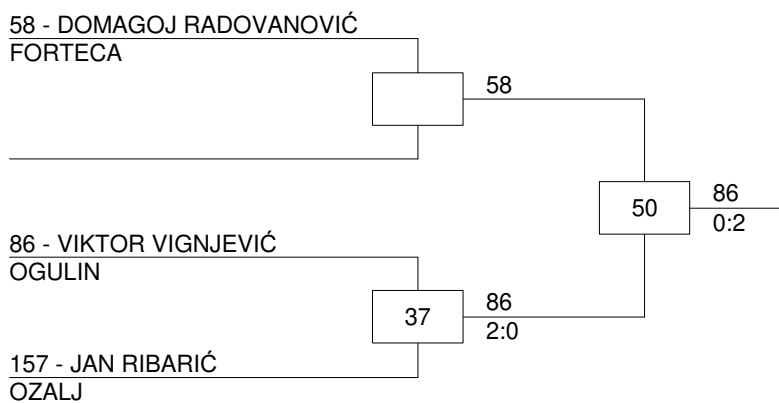 58 - DOMAGOJ RADOVANOVIĆ
FORTECA
58
86
50
0:2
86 - VIKTOR VIGNJEVIĆ
OGULIN
86
37
2:0
157 - JAN RIBARIĆ
OZALJ